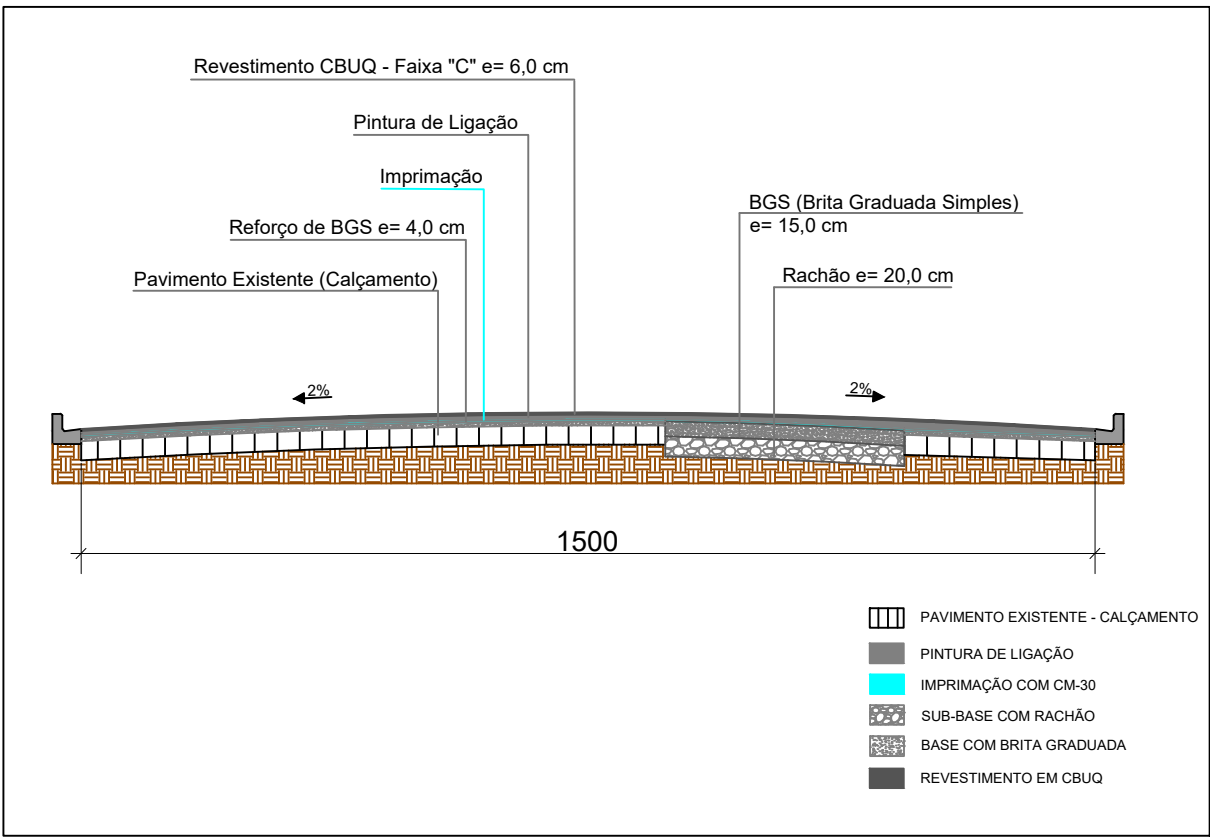 Revestimento CBUQ - Faixa "C" e= 6,0 cm
Pintura de Ligação
Imprimação
BGS (Brita Graduada Simples)
e= 15,0 cm
Reforço de BGS e= 4,0 cm
Pavimento Existente (Calçamento)
Rachão e= 20,0 cm
2%
2%
1500
PAVIMENTO EXISTENTE - CALÇAMENTO
PINTURA DE LIGAÇÃO
IMPRIMAÇÃO COM CM-30
SUB-BASE COM RACHÃO
BASE COM BRITA GRADUADA
REVESTIMENTO EM CBUQ